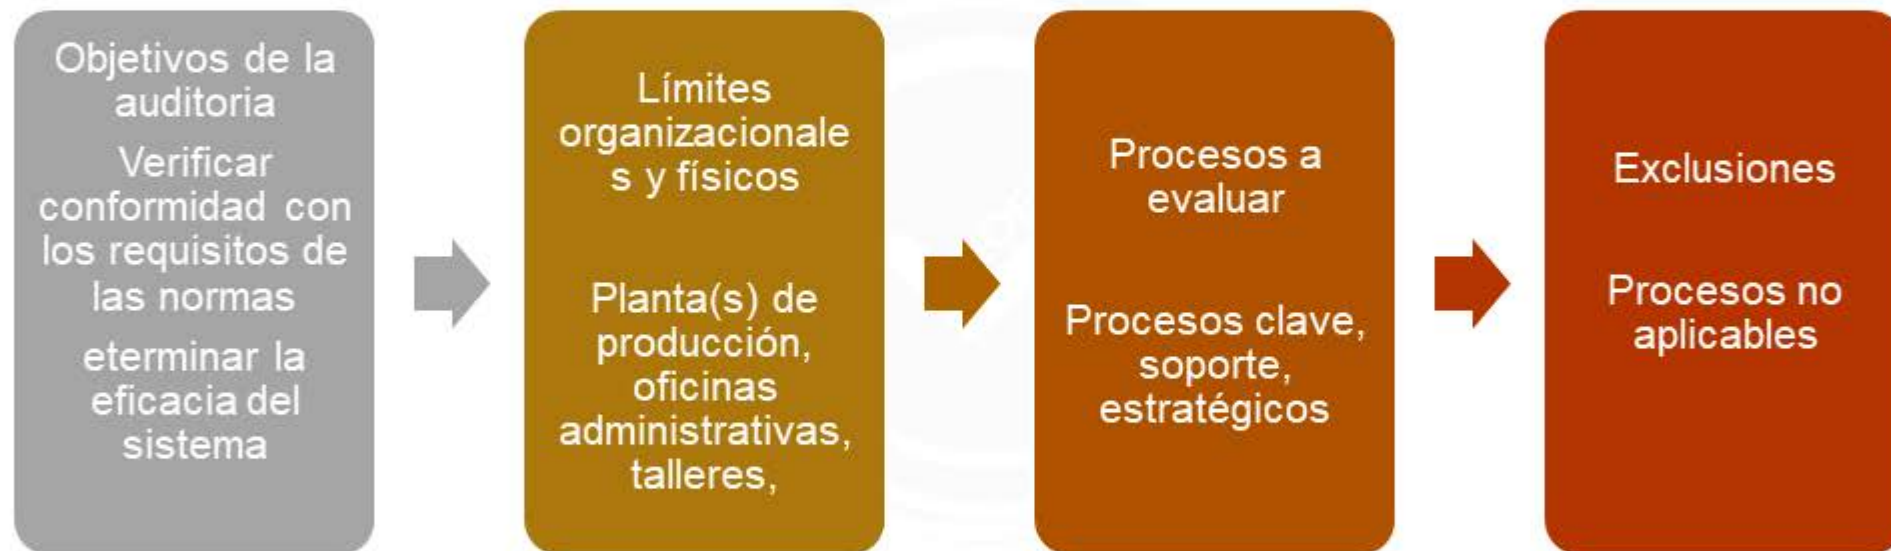 Objetivos de la
auditoria
Verificar
conformidad con
los requisitos de
las normas
eterminar la
eficacia del
sistema
Límites
organizacionale
s y físicos
Planta(s) de
producción,
oficinas
administrativas,
talleres,
Procesos a
evaluar
Procesos clave,
soporte,
estratégicos
Exclusiones
Procesos no
aplicables